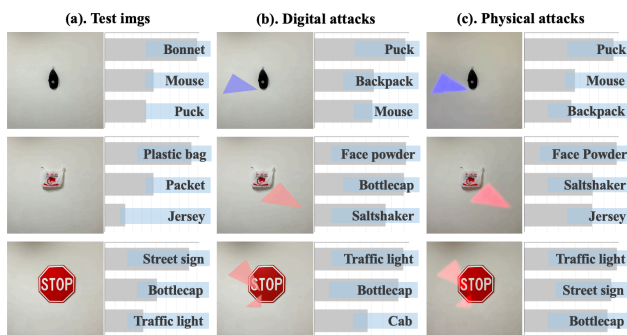 (a). Test imgs (b). Digital attacks (c). Physical attacks
Bonnet
Mouse
Puck
Puck
Backpack
Mouse
Puck
Mouse
Backpack
Plastic bag
Packet
Jersey
Face powder
Bottlecap
Saltshaker
Face Powder
Saltshaker
Jersey
STOP
Street sign
Bottlecap
Traffic light
STOP
Traffic light
Bottlecap
Cab
STOP
Traffic light
Street sign
Bottlecap